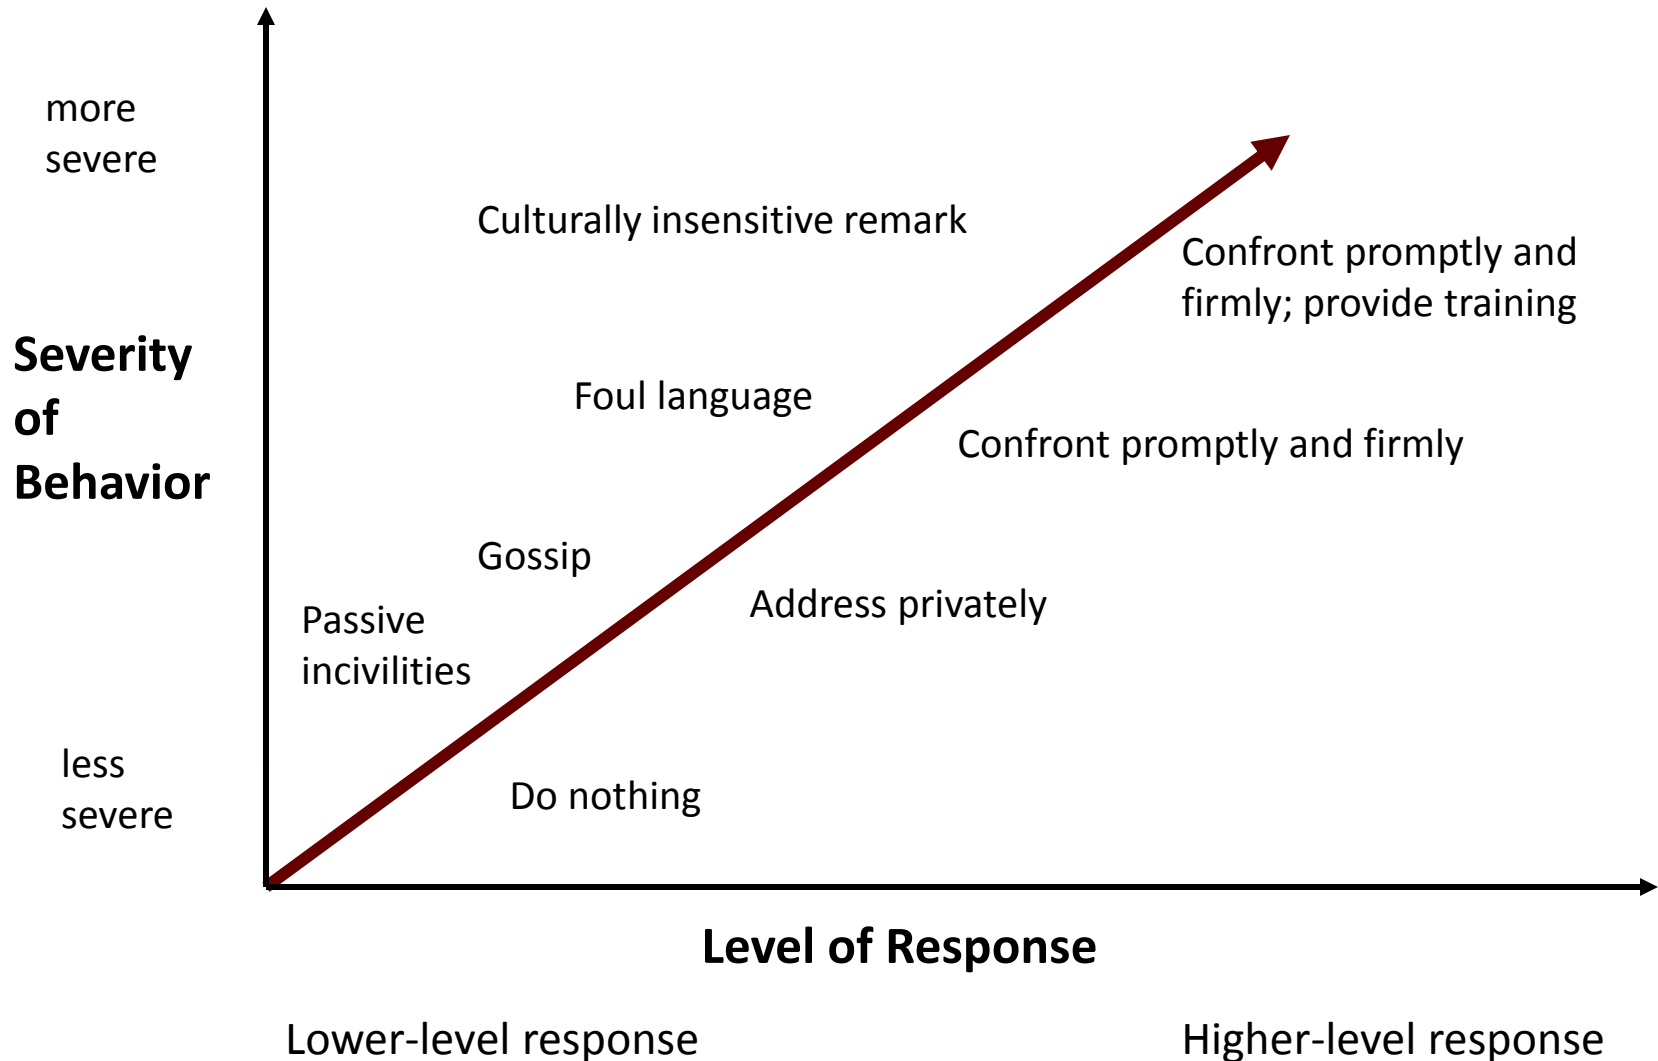 more
severe
Culturally insensitive remark
Confront promptly and
firmly; provide training
Severity
of
Behavior
Foul language
Confront promptly and firmly
Gossip
Address privately
Passive
incivilities
less
severe
Do nothing
Level of Response
Lower-level response
Higher-level response